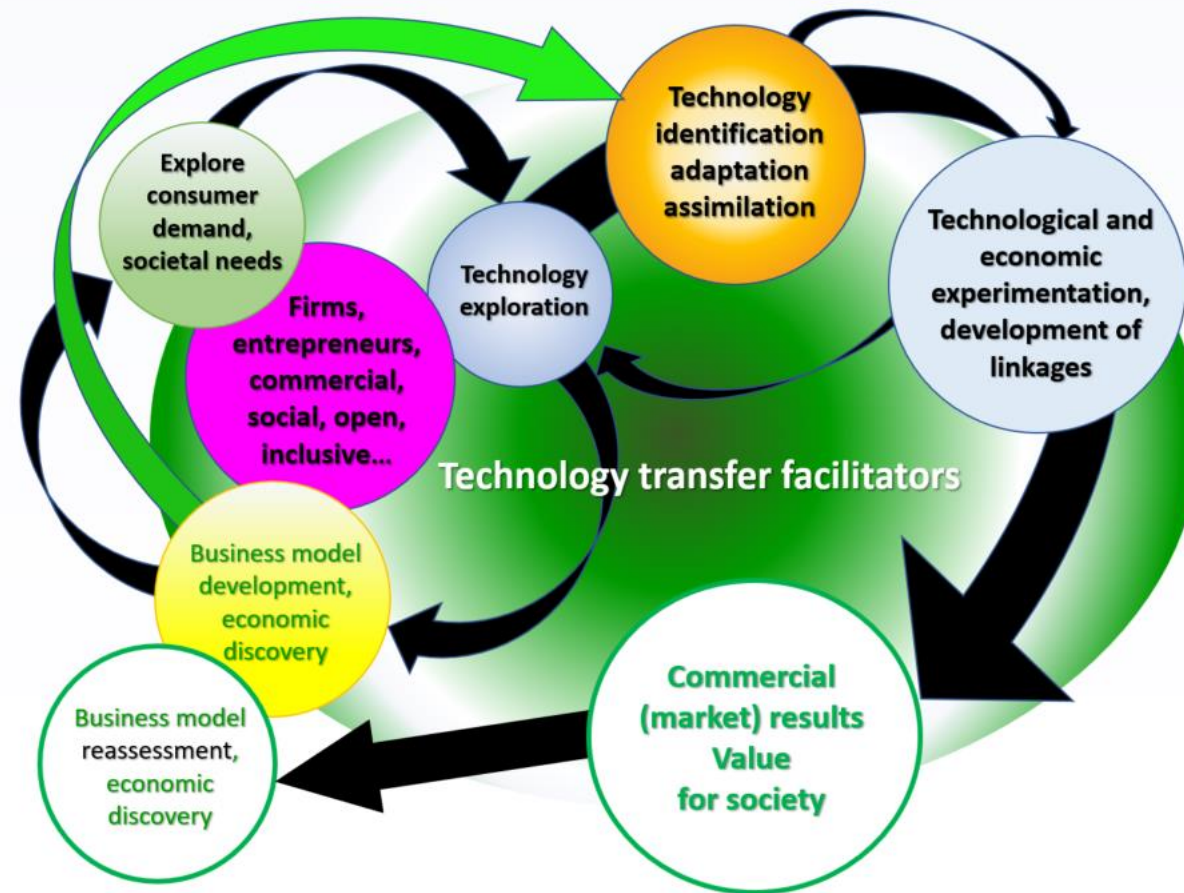 Explore
consumer
demand,
societal needs
Technology
identification
adaptation
assimilation
Technology
exploration
Technological and
economic
experimentation,
development of
linkages
Firms,
entrepreneurs,
commercial,
social, open,
inclusive...
Technology transfer facilitators
Business model
development,
economic
discovery
Commercial
(market) results
Value
for society
Business model
reassessment,
economic
discovery